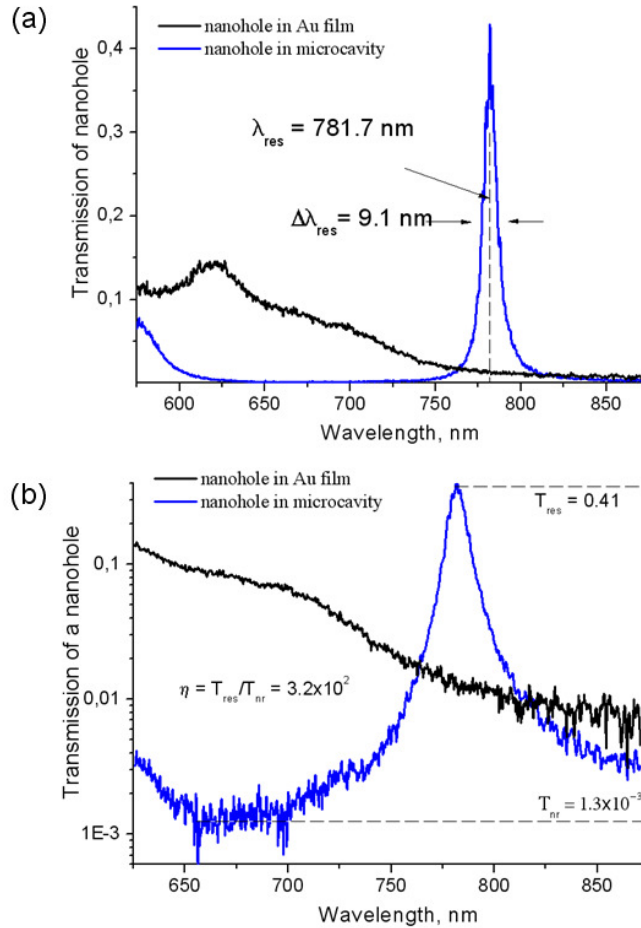 (a)
nanohole in Au film
nanohole in microcavity
Transmission of nanohole
0,4
0,3
0,2
0,1
λres = 781.7 nm
Δλres = 9.1 nm
600 650 700 750 800 850
Wavelength, nm
(b)
nanohole in Au film
nanohole in microcavity
Transmission of a nanohole
0,1
0,01
1E-3
Tres = 0.41
η = Tres/Tnr = 3.2x10²
Tnr = 1.3x10⁻³
650 700 750 800 850
Wavelength, nm